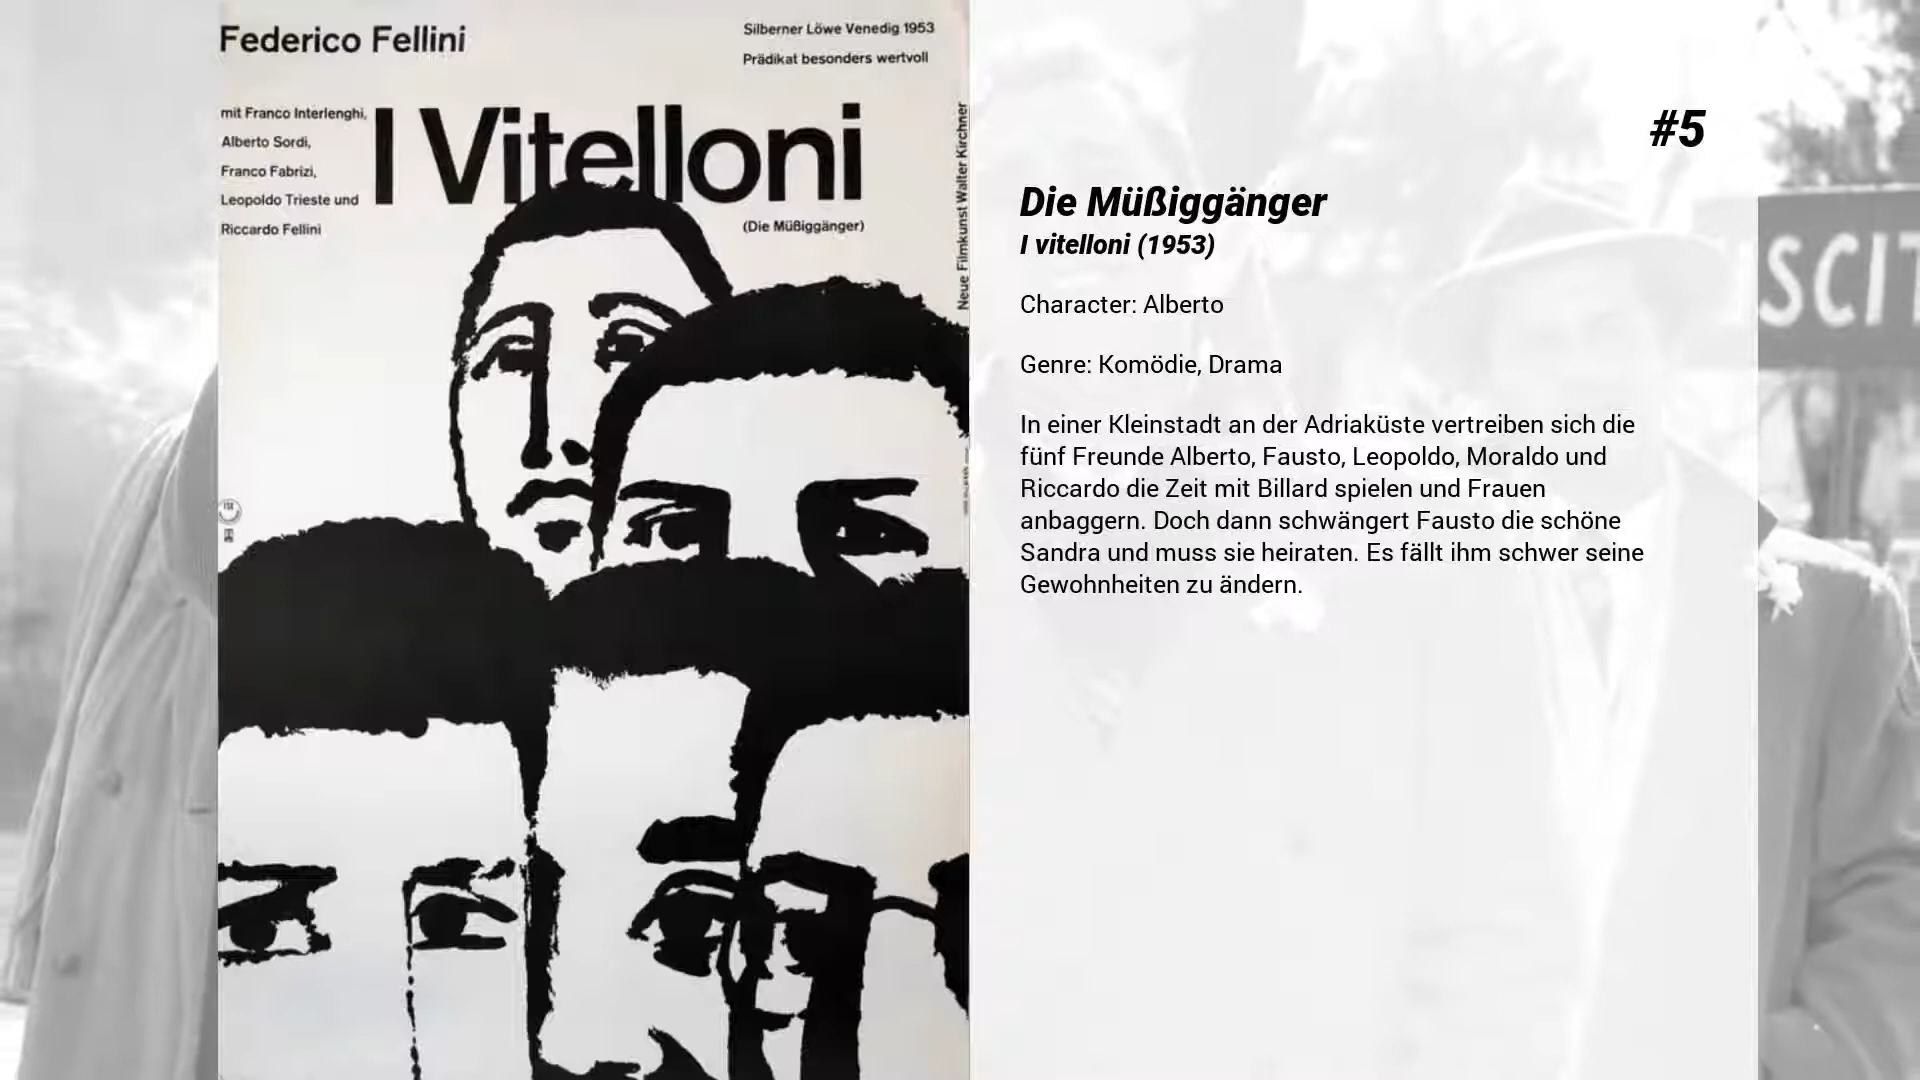 Federico Fellini
Silberner Löwe Venedig 1953
Prädikat besonders wertvoll
mit Franco Interlenghi,
Alberto Sordi,
Franco Fabrizi,
Leopoldo Trieste und
Riccardo Fellini
I Vitelloni
(Die Müßiggänger)
Neue Filmkunst Walter Kirchner
#5
Die Müßiggänger
I vitelloni (1953)
Character: Alberto
Genre: Komödie, Drama
In einer Kleinstadt an der Adriaküste vertreiben sich die
fünf Freunde Alberto, Fausto, Leopoldo, Moraldo und
Riccardo die Zeit mit Billard spielen und Frauen
anbaggern. Doch dann schwängert Fausto die schöne
Sandra und muss sie heiraten. Es fällt ihm schwer seine
Gewohnheiten zu ändern.
SCIT